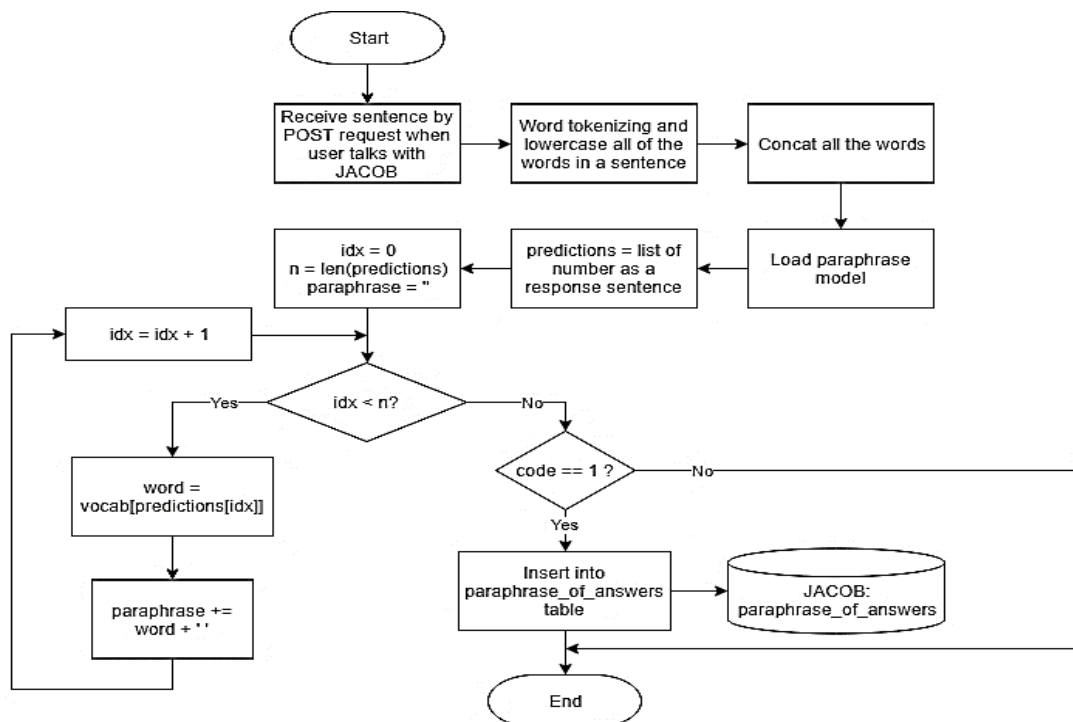 Start
Receive sentence by
POST request when
user talks with
JACOB
Word tokenizing and
lowercase all of the
words in a sentence
Concat all the words
Load paraphrase
model
predictions = list of
number as a
response sentence
idx = 0
n = len(predictions)
paraphrase = ''
idx = idx + 1
idx < n?
Yes
No
word =
vocab[predictions[idx]]
paraphrase +=
word + ' '
code == 1 ?
No
Yes
Insert into
paraphrase_of_answers
table
JACOB:
paraphrase_of_answers
End